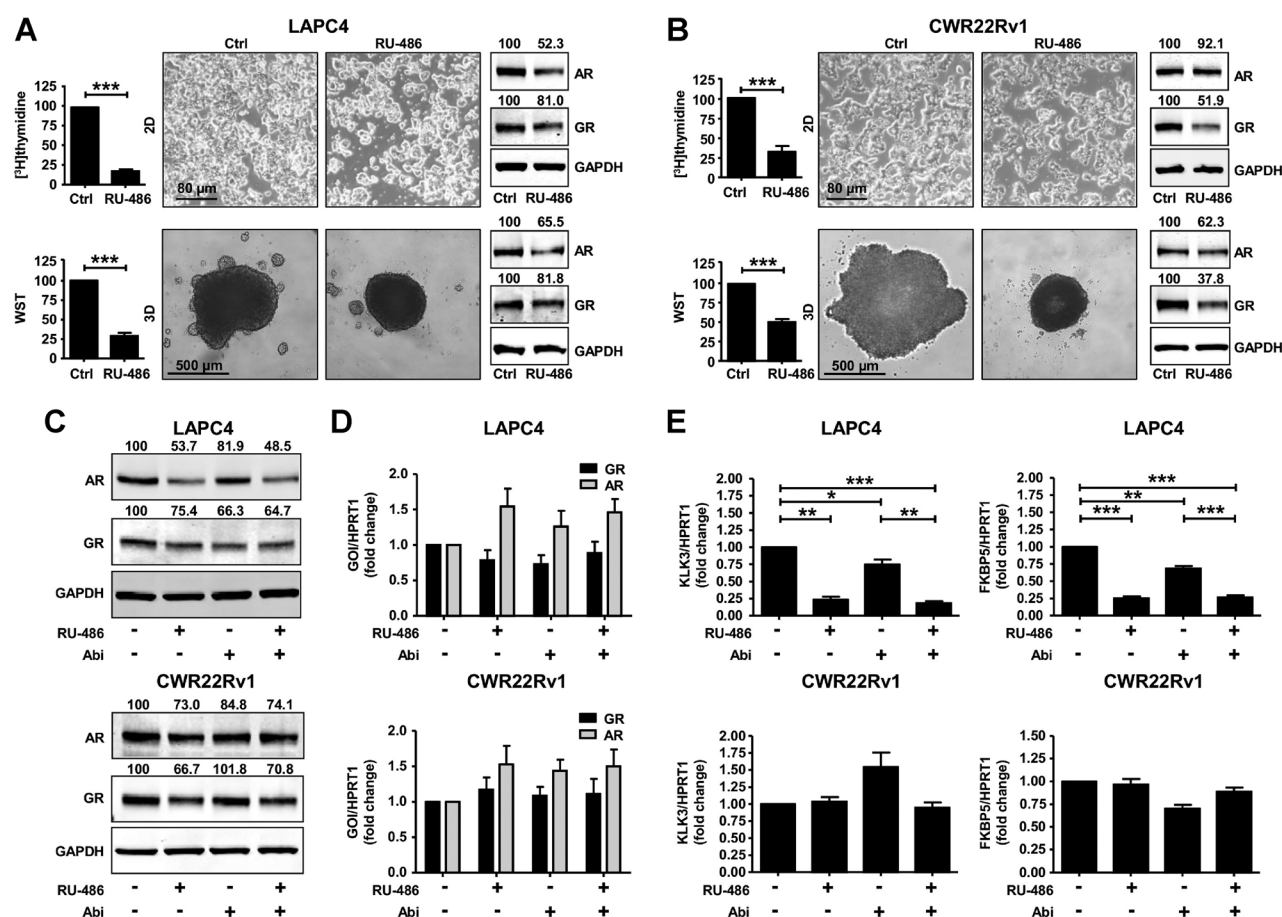 A
LAPC4
Ctrl
RU-486
125
100
75
50
25
0
[³H]thymidine
***
Ctrl RU-486
2D
80 µm
100 52.3
AR
100 81.0
GR
GAPDH
Ctrl RU-486
125
100
75
50
25
0
WST
***
Ctrl RU-486
3D
500 µm
100 65.5
AR
100 81.8
GR
GAPDH
Ctrl RU-486
B
CWR22Rv1
Ctrl
RU-486
125
100
75
50
25
0
[³H]thymidine
***
Ctrl RU-486
2D
80 µm
100 92.1
AR
100 51.9
GR
GAPDH
Ctrl RU-486
125
100
75
50
25
0
WST
***
Ctrl RU-486
3D
500 µm
100 62.3
AR
100 37.8
GR
GAPDH
Ctrl RU-486
C
LAPC4
100 53.7 81.9 48.5
AR
100 75.4 66.3 64.7
GR
GAPDH
RU-486 - + - +
Abi - - + +
CWR22Rv1
100 73.0 84.8 74.1
AR
100 66.7 101.8 70.8
GR
GAPDH
RU-486 - + - +
Abi - - + +
D
LAPC4
GR
AR
2.0
1.5
1.0
0.5
0.0
GOI/HPRT1
(fold change)
RU-486 - + - +
Abi - - + +
CWR22Rv1
GR
AR
2.0
1.5
1.0
0.5
0.0
GOI/HPRT1
(fold change)
RU-486 - + - +
Abi - - + +
E
LAPC4
2.00
1.75
1.50
1.25
1.00
0.75
0.50
0.25
0.00
KLK3/HPRT1
(fold change)
***
*
** **
RU-486 - + - +
Abi - - + +
LAPC4
2.00
1.75
1.50
1.25
1.00
0.75
0.50
0.25
0.00
FKBP5/HPRT1
(fold change)
***
**
*** ***
RU-486 - + - +
Abi - - + +
CWR22Rv1
2.00
1.75
1.50
1.25
1.00
0.75
0.50
0.25
0.00
KLK3/HPRT1
(fold change)
RU-486 - + - +
Abi - - + +
CWR22Rv1
1.50
1.25
1.00
0.75
0.50
0.25
0.00
FKBP5/HPRT1
(fold change)
RU-486 - + - +
Abi - - + +